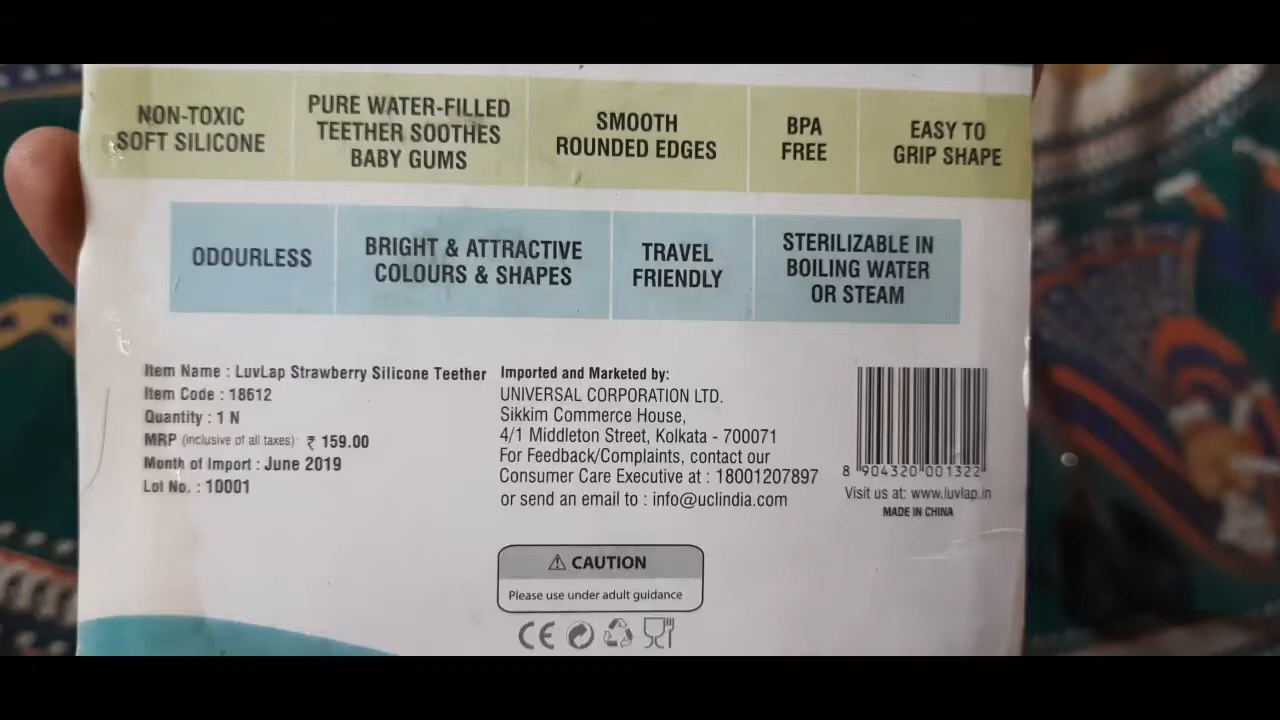 NON-TOXIC
SOFT SILICONE
PURE WATER-FILLED
TEETHER SOOTHES
BABY GUMS
SMOOTH
ROUNDED EDGES
BPA
FREE
EASY TO
GRIP SHAPE
ODOURLESS
BRIGHT & ATTRACTIVE
COLOURS & SHAPES
TRAVEL
FRIENDLY
STERILIZABLE IN
BOILING WATER
OR STEAM
Item Name : LuvLap Strawberry Silicone Teether
Item Code : 18612
Quantity : 1 N
MRP (inclusive of all taxes): ₹ 159.00
Month of Import : June 2019
Lot No. : 10001
Imported and Marketed by:
UNIVERSAL CORPORATION LTD.
Sikkim Commerce House,
4/1 Middleton Street, Kolkata - 700071
For Feedback/Complaints, contact our
Consumer Care Executive at : 18001207897
or send an email to : info@uclindia.com
8 904320 001322
Visit us at: www.luvlap.in
MADE IN CHINA
⚠ CAUTION
Please use under adult guidance
CE